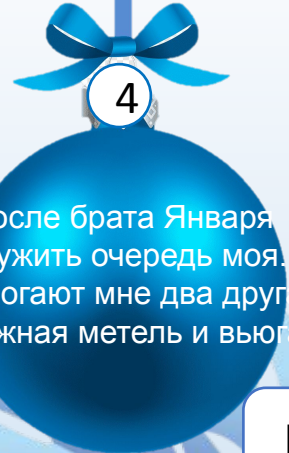 4
осле брата Января
ужить очередь моя.
огают мне два друг
жная метель и вьюг